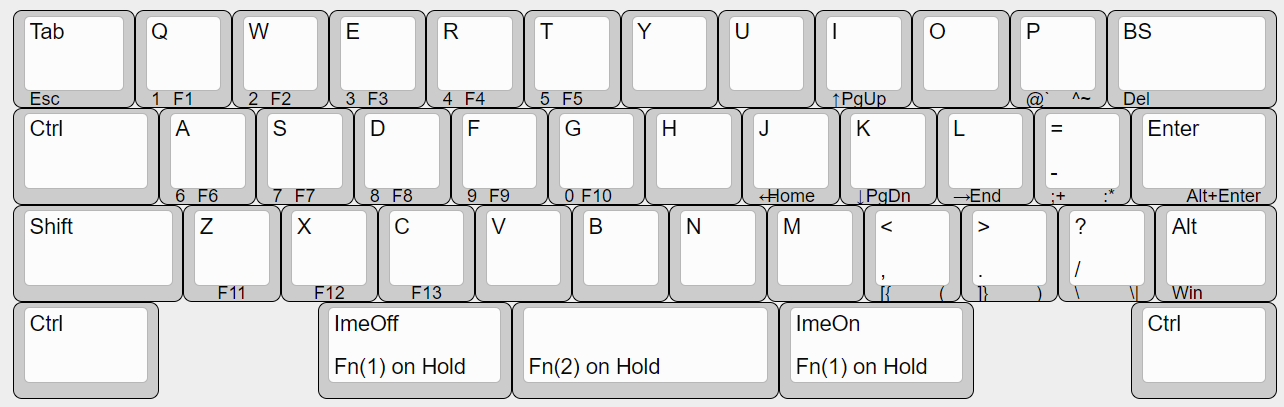 Tab Q W E R T Y U I O P BS
Esc 1 F1 2 F2 3 F3 4 F4 5 F5 ↑PgUp @` ^~ Del
Ctrl A S D F G H J K L = Enter
-
6 F6 7 F7 8 F8 9 F9 0 F10 ←Home ↓PgDn →End ;+ :* Alt+Enter
Shift Z X C V B N M < > ? Alt
, . /
F11 F12 F13 [{ ( ]} ) \ \| Win
Ctrl ImeOff ImeOn Ctrl
Fn(1) on Hold Fn(2) on Hold Fn(1) on Hold